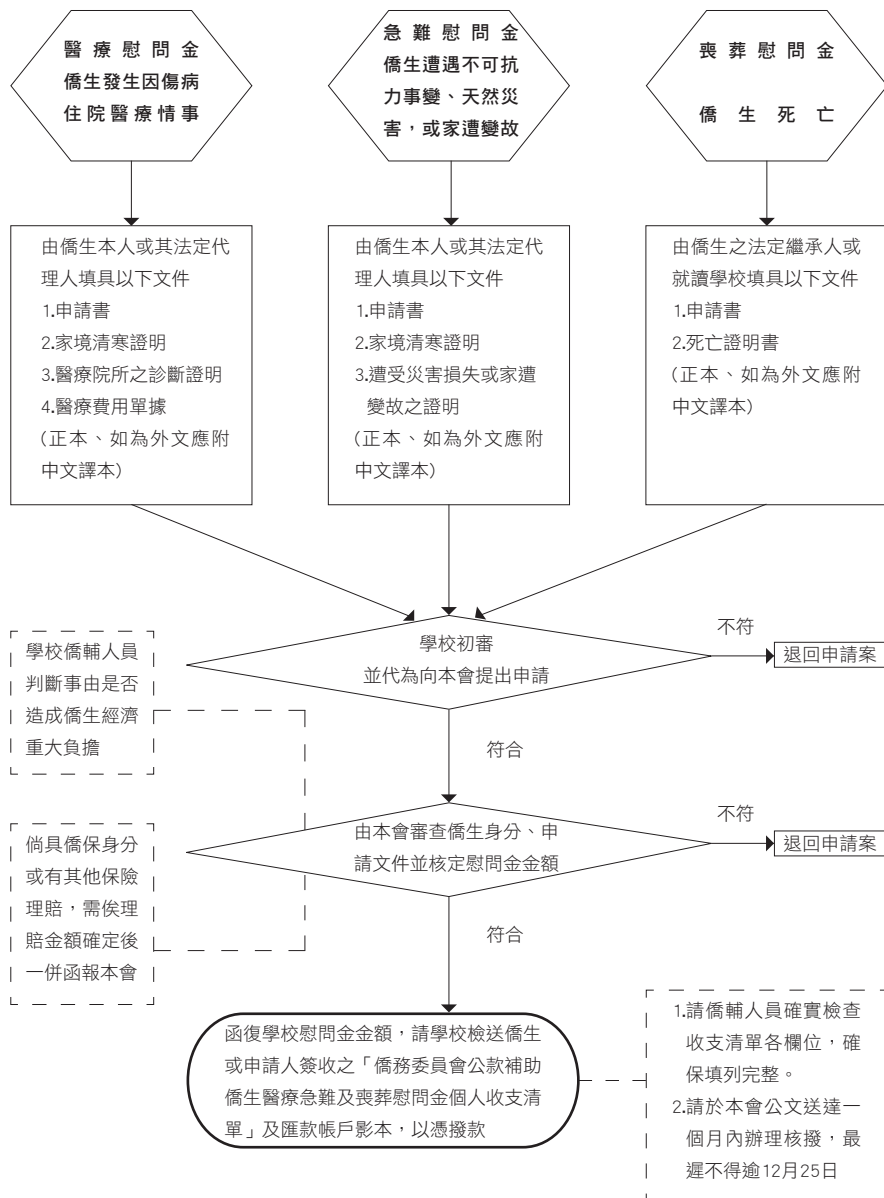 醫療慰問金
僑生發生因傷病
住院醫療情事
急難慰問金
僑生遭遇不可抗
力事變、天然災
害，或家遭變故
喪葬慰問金
僑生死亡
由僑生本人或其法定代
理人填具以下文件
1.申請書
2.家境清寒證明
3.醫療院所之診斷證明
4.醫療費用單據
(正本、如為外文應附
中文譯本)
由僑生本人或其法定代
理人填具以下文件
1.申請書
2.家境清寒證明
3.遭受災害損失或家遭
變故之證明
(正本、如為外文應附
中文譯本)
由僑生之法定繼承人或
就讀學校填具以下文件
1.申請書
2.死亡證明書
(正本、如為外文應附
中文譯本)
學校初審
並代為向本會提出申請
不符
退回申請案
學校僑輔人員
判斷事由是否
造成僑生經濟
重大負擔
符合
由本會審查僑生身分、申
請文件並核定慰問金金額
不符
退回申請案
倘具僑保身分
或有其他保險
理賠，需俟理
賠金額確定後
一併函報本會
符合
函復學校慰問金金額，請學校檢送僑生
或申請人簽收之「僑務委員會公款補助
僑生醫療急難及喪葬慰問金個人收支清
單」及匯款帳戶影本，以憑撥款
1.請僑輔人員確實檢查
收支清單各欄位，確
保填列完整。
2.請於本會公文送達一
個月內辦理核撥，最
遲不得逾12月25日